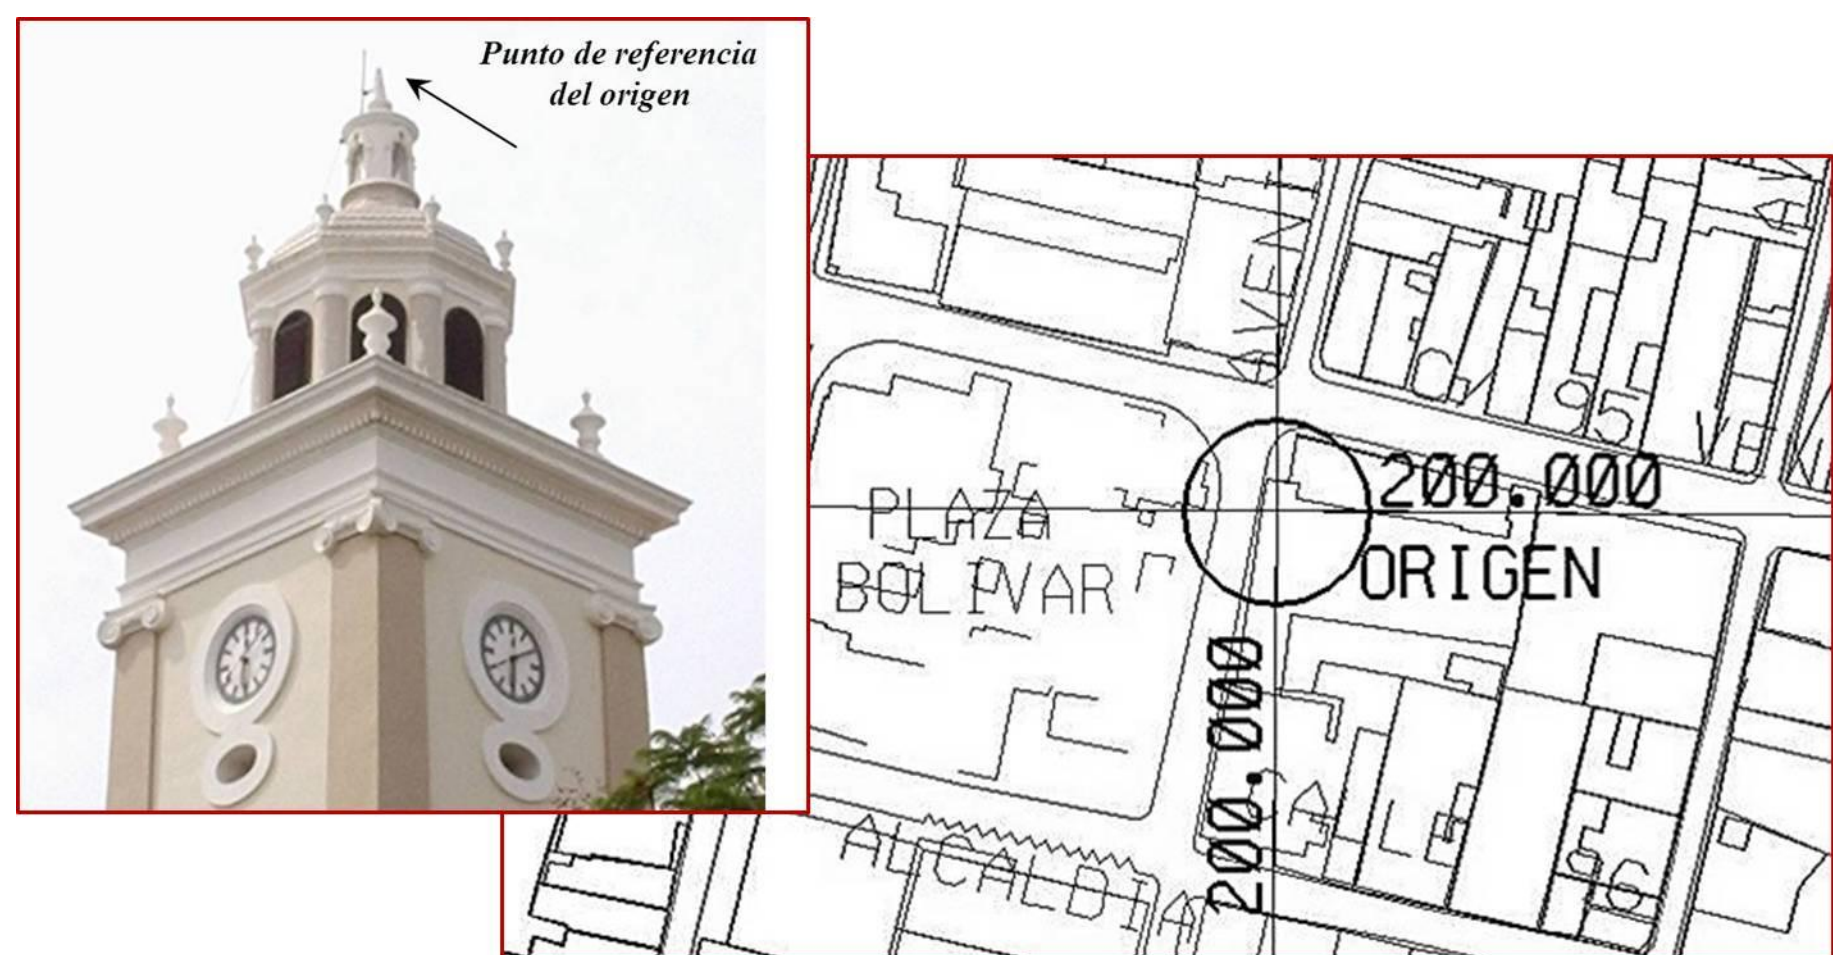 Punto de referencia
del origen
95
200.000
PLAZA
ORIGEN
BOLIVAR
200.000
ALCALDIA
96